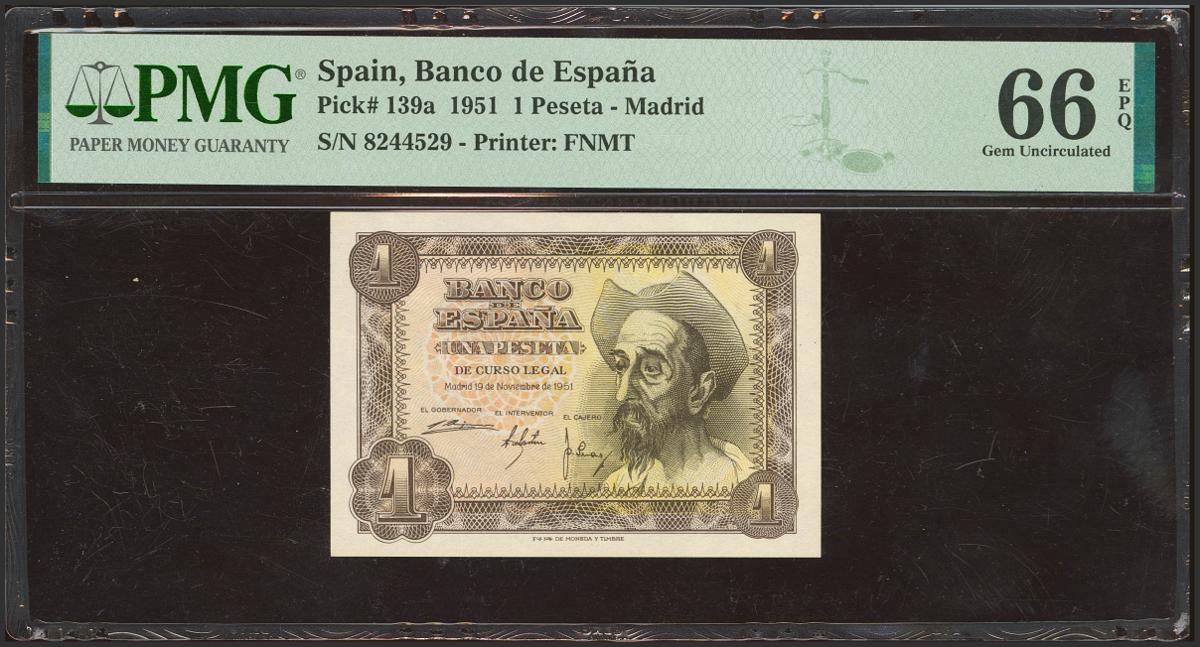 PMG®
PAPER MONEY GUARANTY
Spain, Banco de España
Pick# 139a 1951 1 Peseta - Madrid
S/N 8244529 - Printer: FNMT
66
EPQ
Gem Uncirculated
1
1
BANCO
DE
ESPAÑA
UNA PESETA
DE CURSO LEGAL
Madrid 19 de Noviembre de 1951
EL GOBERNADOR EL INTERVENTOR EL CAJERO
1
1
DE MONEDA Y TIMBRE